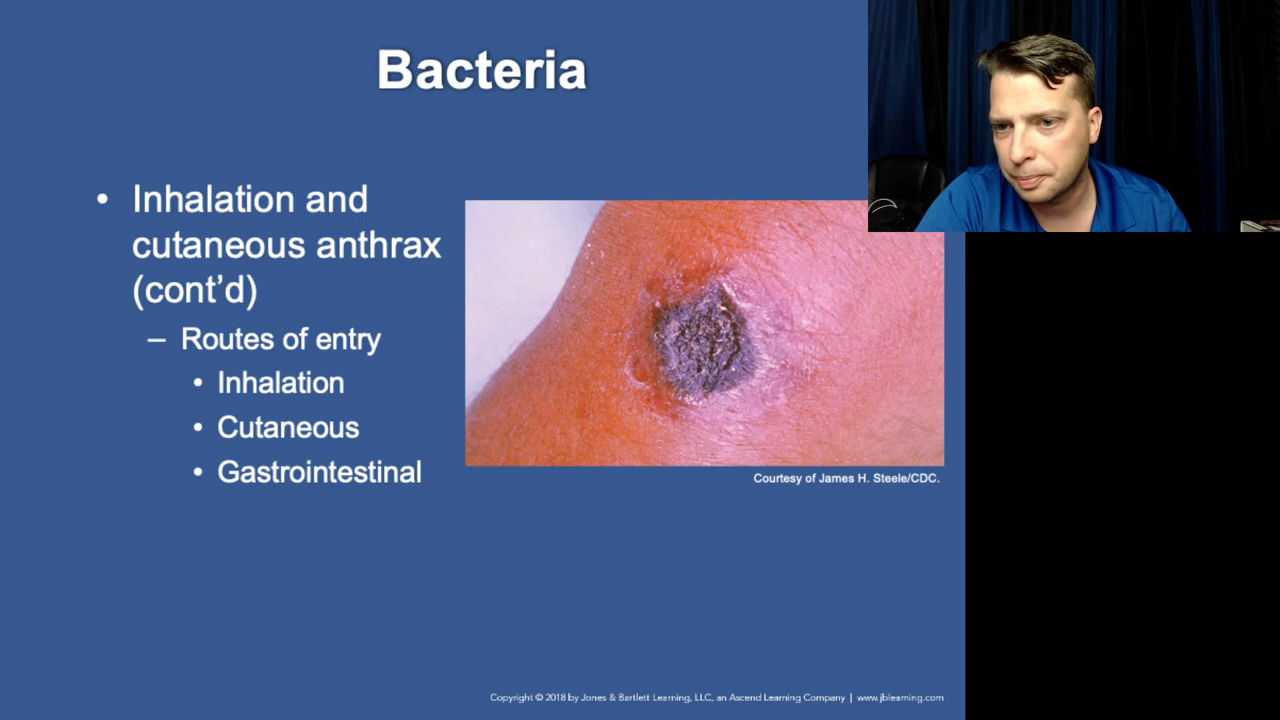 Bacteria
• Inhalation and
cutaneous anthrax
(cont’d)
– Routes of entry
• Inhalation
• Cutaneous
• Gastrointestinal
Courtesy of James H. Steele/CDC.
Copyright © 2018 by Jones & Bartlett Learning, LLC, an Ascend Learning Company | www.jblearning.com